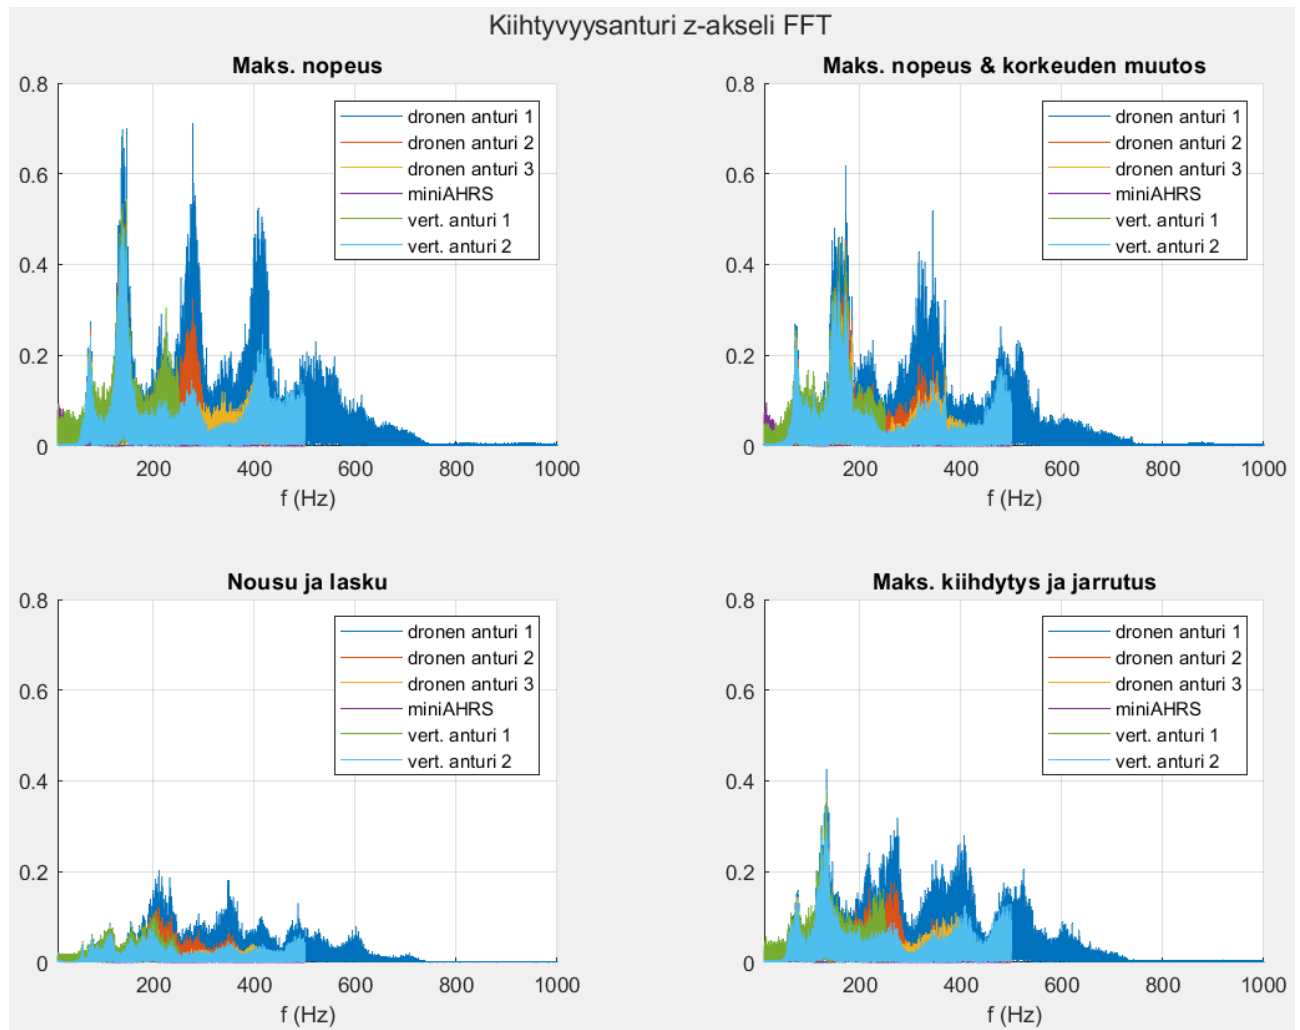 Kiihtyvyysanturi z-akseli FFT
Maks. nopeus
0.8
0.6
0.4
0.2
0
dronen anturi 1
dronen anturi 2
dronen anturi 3
miniAHRS
vert. anturi 1
vert. anturi 2
200 400 600 800 1000
f (Hz)
Maks. nopeus & korkeuden muutos
0.8
0.6
0.4
0.2
0
dronen anturi 1
dronen anturi 2
dronen anturi 3
miniAHRS
vert. anturi 1
vert. anturi 2
200 400 600 800 1000
f (Hz)
Nousu ja lasku
0.8
0.6
0.4
0.2
0
dronen anturi 1
dronen anturi 2
dronen anturi 3
miniAHRS
vert. anturi 1
vert. anturi 2
200 400 600 800 1000
f (Hz)
Maks. kiihdytys ja jarrutus
0.8
0.6
0.4
0.2
0
dronen anturi 1
dronen anturi 2
dronen anturi 3
miniAHRS
vert. anturi 1
vert. anturi 2
200 400 600 800 1000
f (Hz)